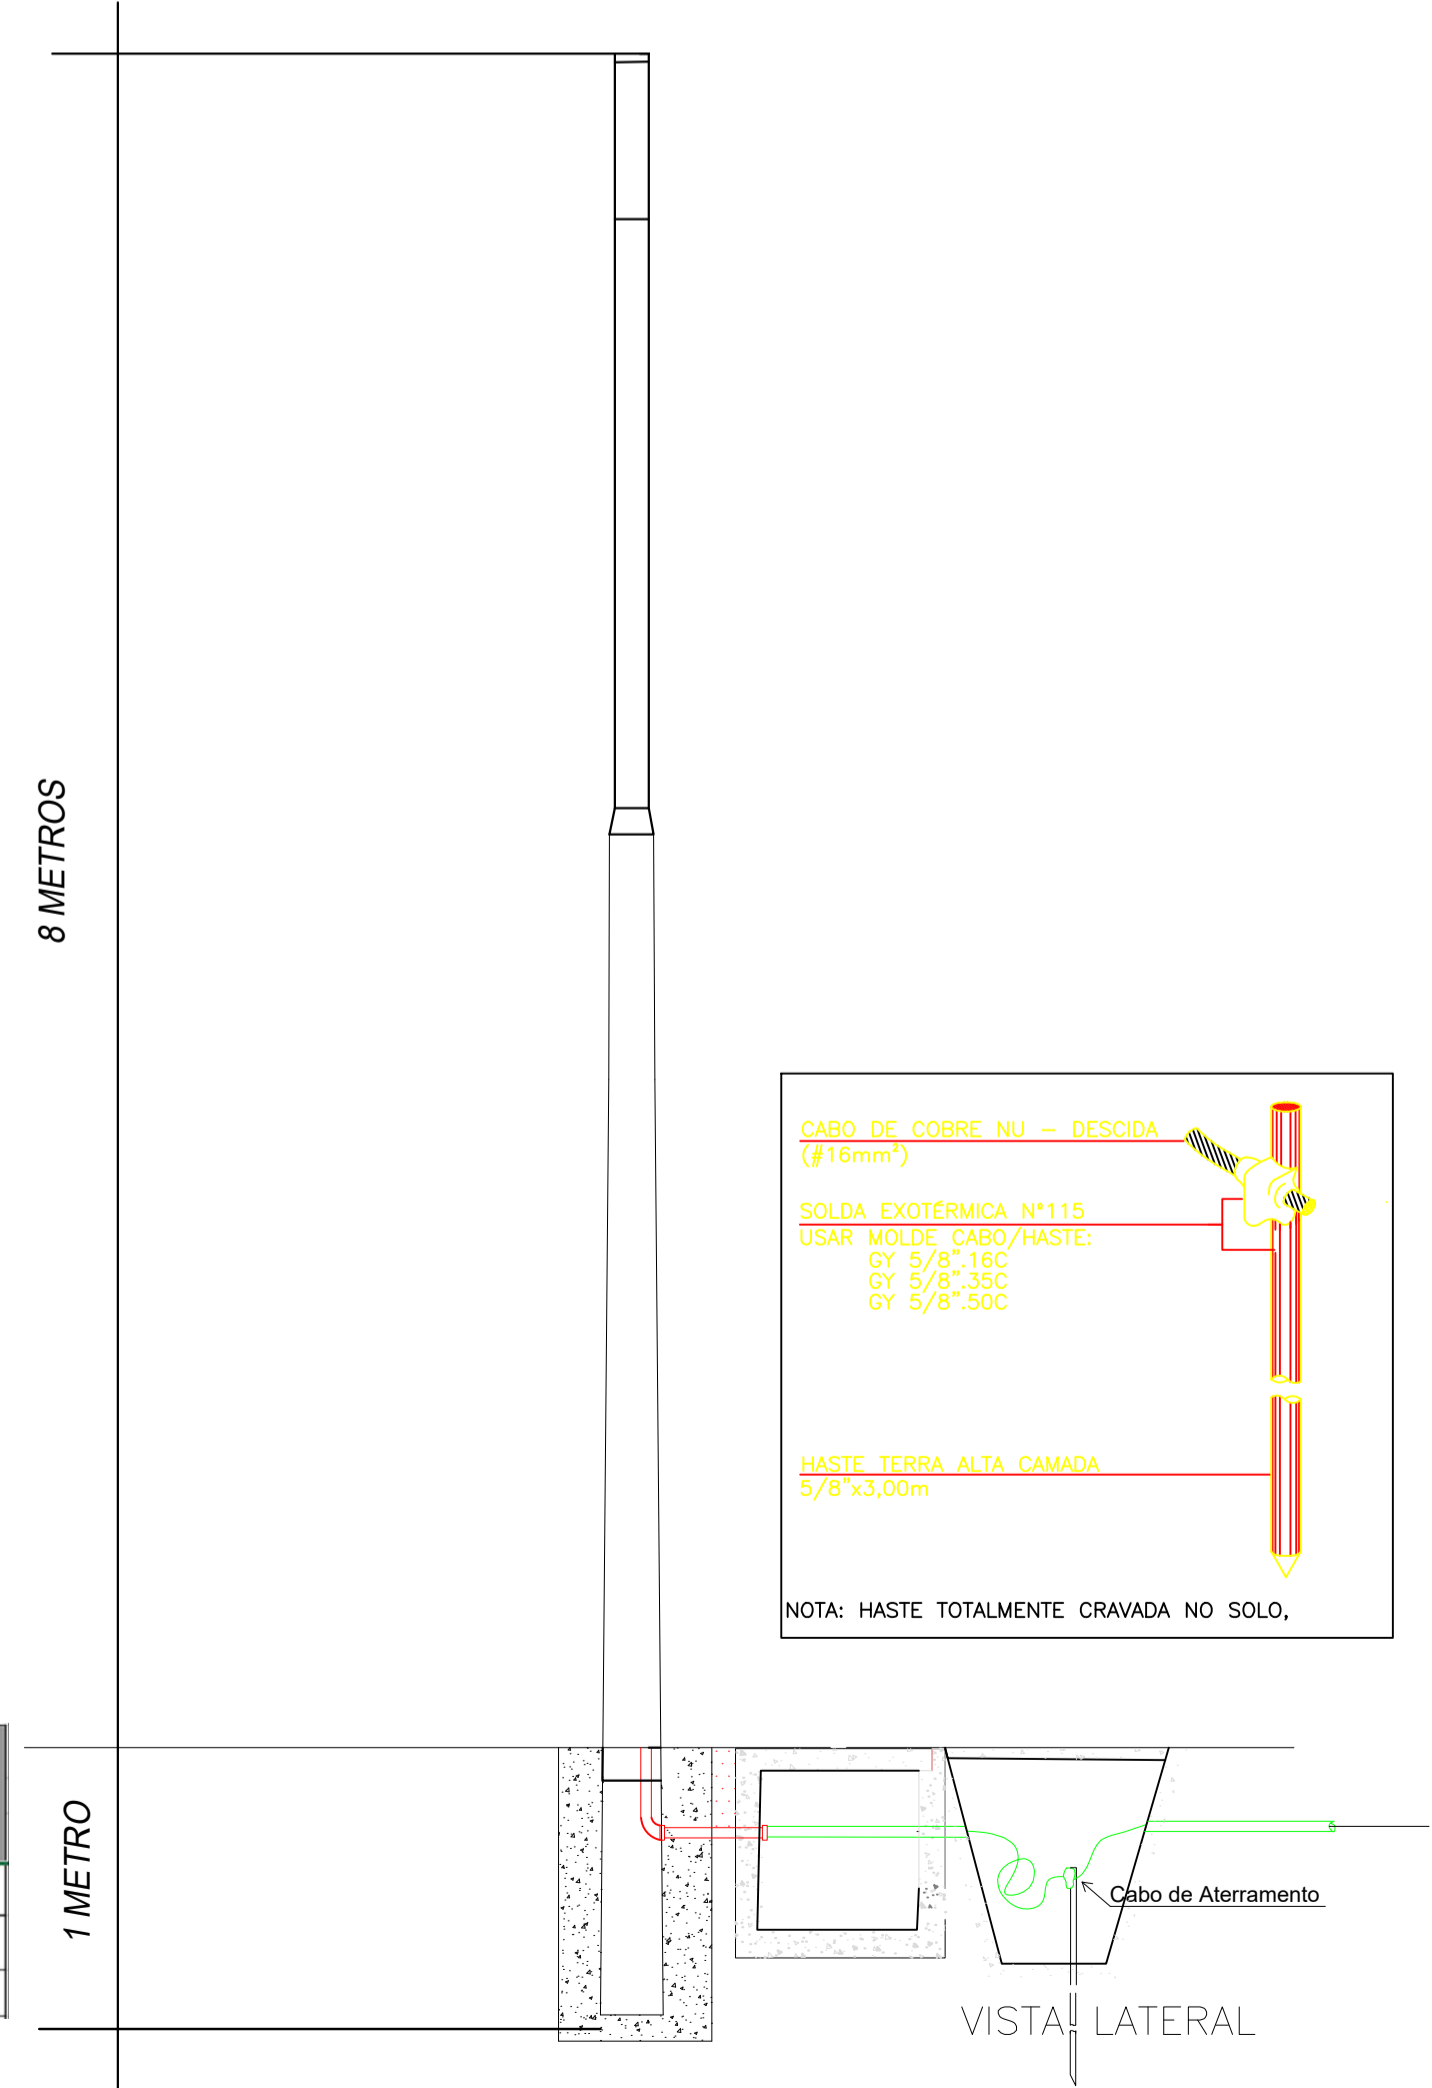 8 METROS
CABO DE COBRE NU - DESCIDA
(#16mm²)
SOLDA EXOTÉRMICA N°115
USAR MOLDE CABO/HASTE:
GY 5/8".16C
GY 5/8".35C
GY 5/8".50C
HASTE TERRA ALTA CAMADA
5/8"x3,00m
NOTA: HASTE TOTALMENTE CRAVADA NO SOLO,
1 METRO
Cabo de Aterramento
VISTA LATERAL